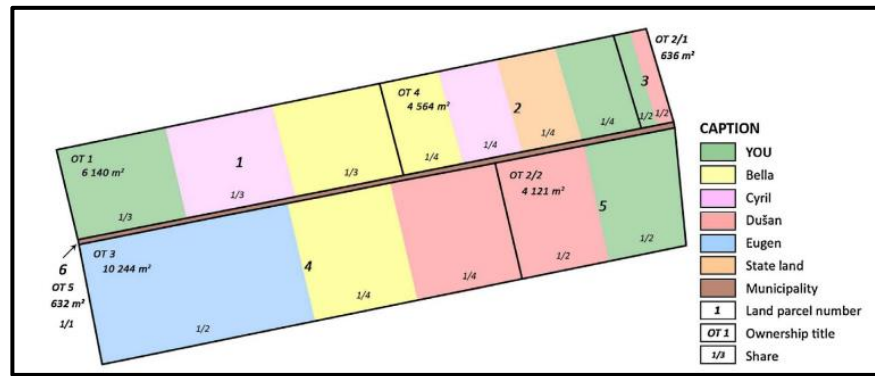 OT 1
6 140 m²
1
1/3
1/3
1/3
OT 4
4 564 m²
2
1/4
1/4
1/4
1/4
OT 2/1
636 m²
3
1/2
1/2
6
OT 5
632 m²
1/1
OT 3
10 244 m²
4
1/2
1/4
1/4
OT 2/2
4 121 m²
5
1/2
1/2
CAPTION
YOU
Bella
Cyril
Dušan
Eugen
State land
Municipality
1 Land parcel number
OT 1 Ownership title
1/3 Share